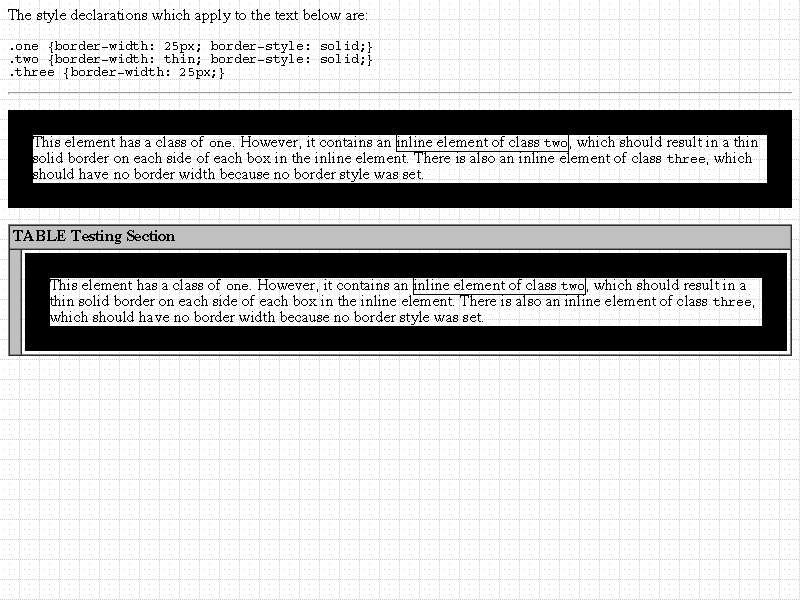 The style declarations which apply to the text below are:
.one {border-width: 25px; border-style: solid;}
.two {border-width: thin; border-style: solid;}
.three {border-width: 25px;}
This element has a class of one. However, it contains an inline element of class two, which should result in a thin
solid border on each side of each box in the inline element. There is also an inline element of class three, which
should have no border width because no border style was set.
TABLE Testing Section
This element has a class of one. However, it contains an inline element of class two, which should result in a
thin solid border on each side of each box in the inline element. There is also an inline element of class three,
which should have no border width because no border style was set.